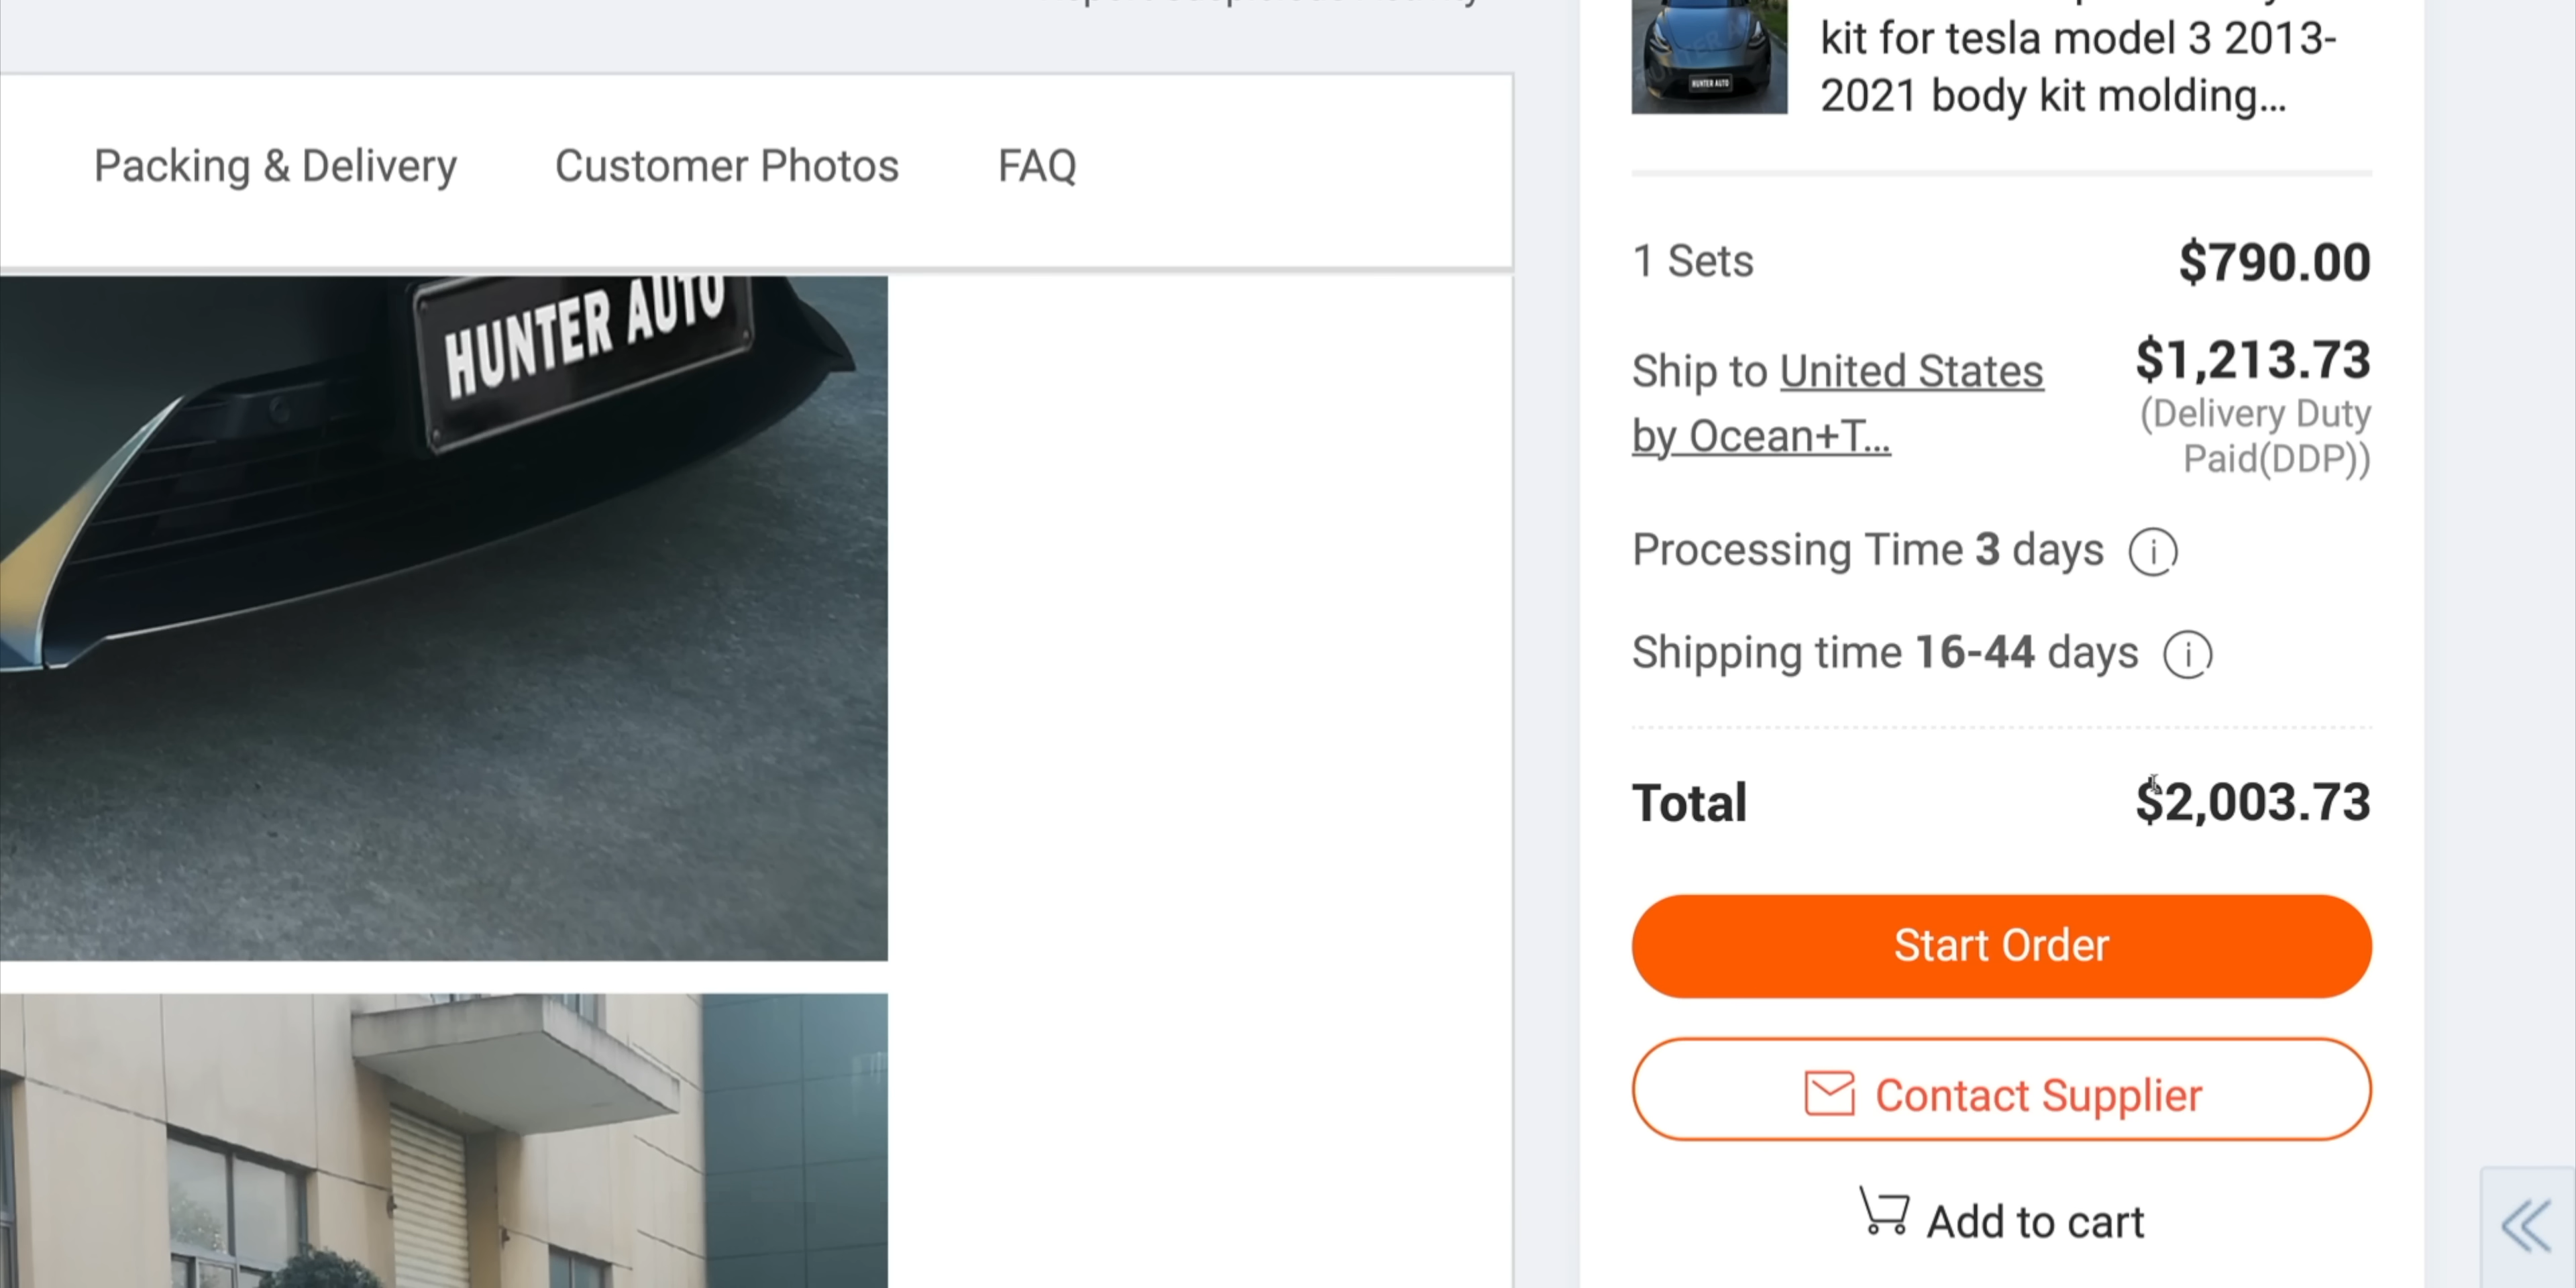 kit for tesla model 3 2013-
2021 body kit molding...
HUNTER AUTO
Packing & Delivery
Customer Photos
FAQ
HUNTER AUTO
1 Sets
$790.00
Ship to United States
by Ocean+T...
$1,213.73
(Delivery Duty
Paid(DDP))
Processing Time 3 days
Shipping time 16-44 days
Total
$2,003.73
Start Order
Contact Supplier
Add to cart